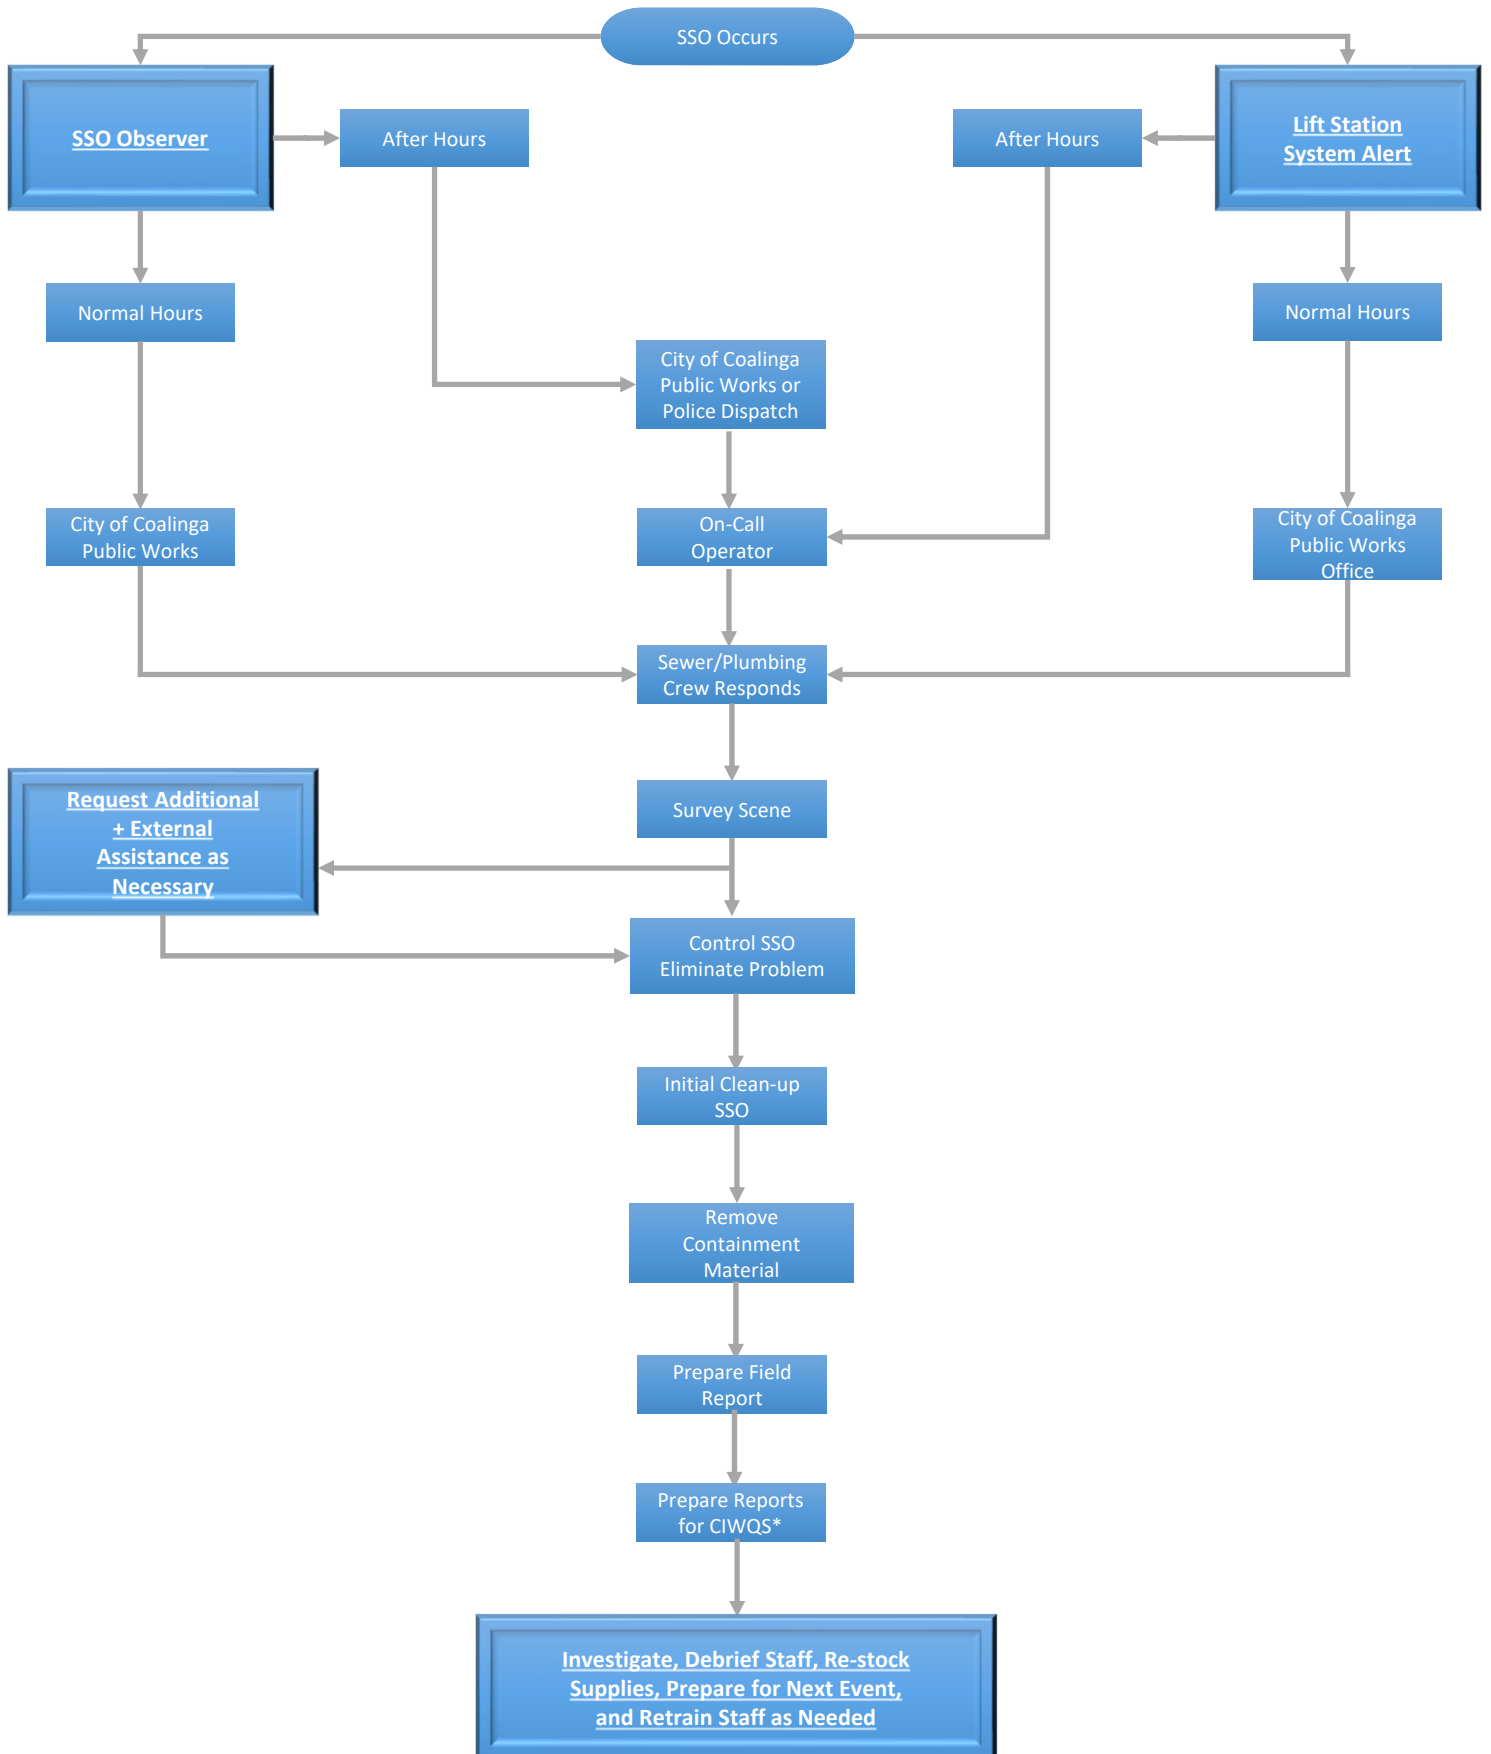 SSO Occurs
SSO Observer
After Hours
After Hours
Lift Station
System Alert
Normal Hours
Normal Hours
City of Coalinga
Public Works or
Police Dispatch
City of Coalinga
Public Works
On-Call
Operator
City of Coalinga
Public Works
Office
Sewer/Plumbing
Crew Responds
Request Additional
+ External
Assistance as
Necessary
Survey Scene
Control SSO
Eliminate Problem
Initial Clean-up
SSO
Remove
Containment
Material
Prepare Field
Report
Prepare Reports
for CIWQS*
Investigate, Debrief Staff, Re-stock
Supplies, Prepare for Next Event,
and Retrain Staff as Needed